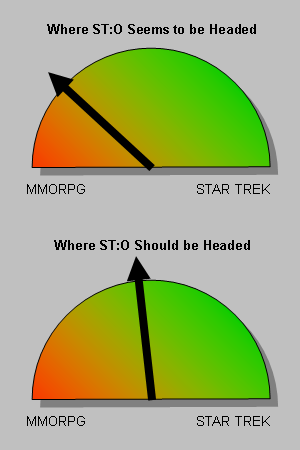 Where ST:O Seems to be Headed
MMORPG STAR TREK
Where ST:O Should be Headed
MMORPG STAR TREK